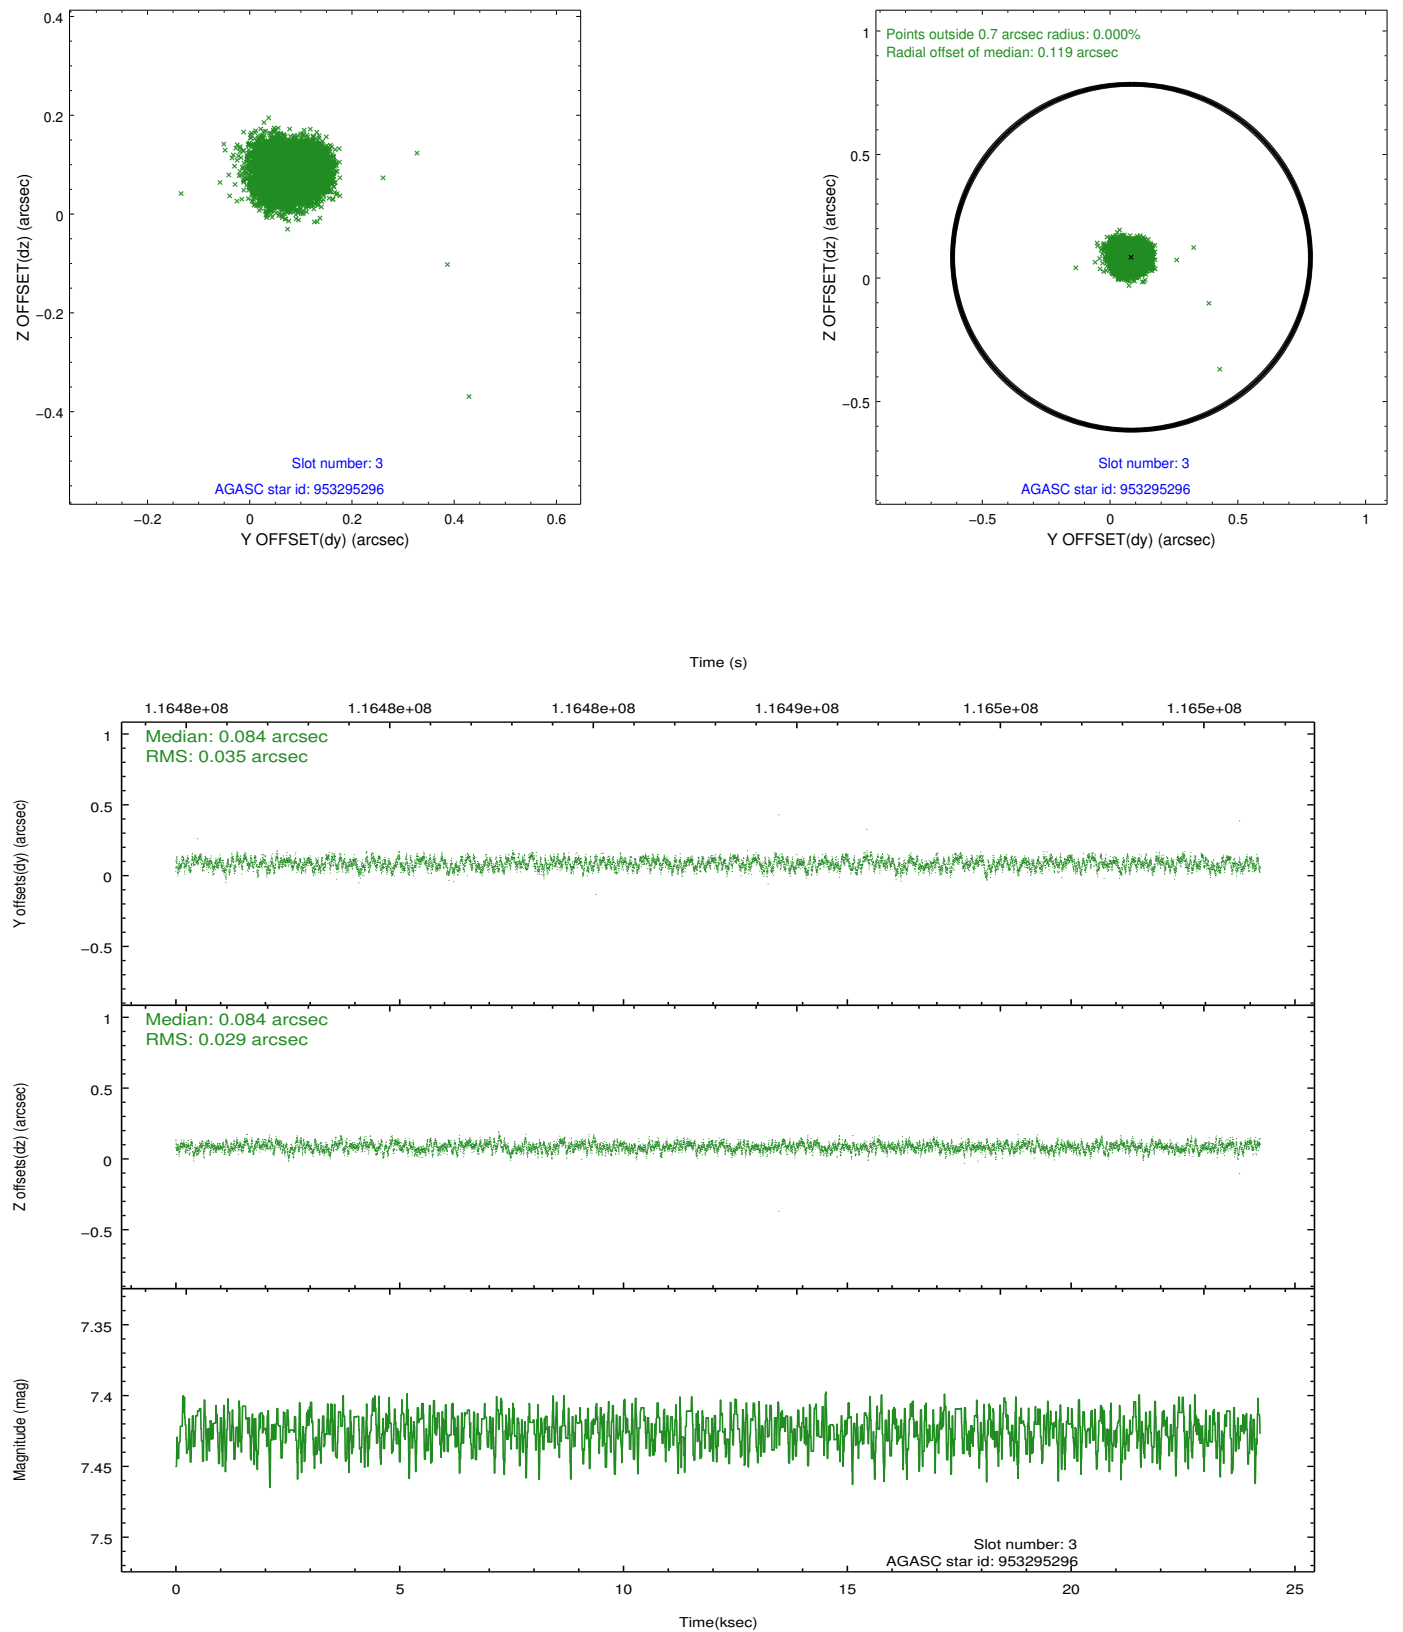 0.4
0.2
0
−0.2
−0.4
Z OFFSET(dz) (arcsec)
Slot number: 3
AGASC star id: 953295296
−0.2
0
0.2
0.4
0.6
Y OFFSET(dy) (arcsec)
Points outside 0.7 arcsec radius: 0.000%
Radial offset of median: 0.119 arcsec
1
0.5
0
−0.5
Z OFFSET(dz) (arcsec)
Slot number: 3
AGASC star id: 953295296
−0.5
0
0.5
1
Y OFFSET(dy) (arcsec)
Time (s)
1.1648e+08
1.1648e+08
1.1648e+08
1.1649e+08
1.165e+08
1.165e+08
Median: 0.084 arcsec
RMS: 0.035 arcsec
1
0.5
0
−0.5
Y offsets(dy) (arcsec)
Median: 0.084 arcsec
RMS: 0.029 arcsec
1
0.5
0
−0.5
Z offsets(dz) (arcsec)
7.35
7.4
7.45
7.5
Magnitude (mag)
Slot number: 3
AGASC star id: 953295296
0
5
10
15
20
25
Time(ksec)